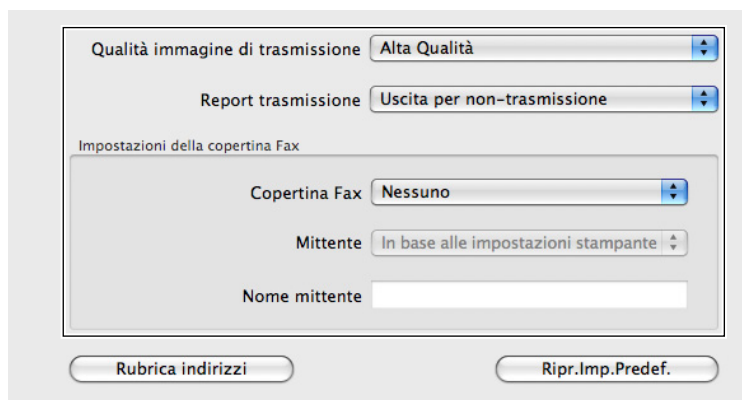 Qualità immagine di trasmissione Alta Qualità
Report trasmissione Uscita per non-trasmissione
Impostazioni della copertina Fax
Copertina Fax Nessuno
Mittente In base alle impostazioni stampante
Nome mittente
Rubrica indirizzi Ripr.Imp.Predef.